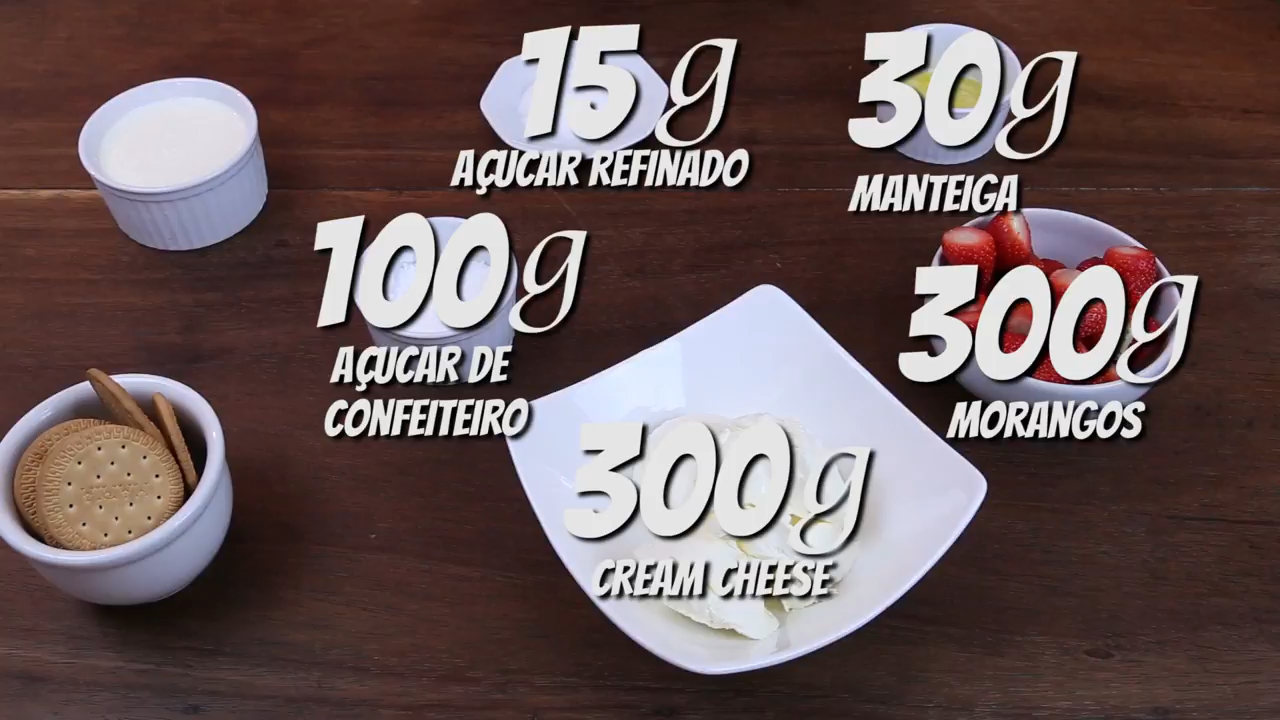 15g
AÇUCAR REFINADO
30g
MANTEIGA
100g
AÇUCAR DE
CONFEITEIRO
300g
MORANGOS
300g
CREAM CHEESE